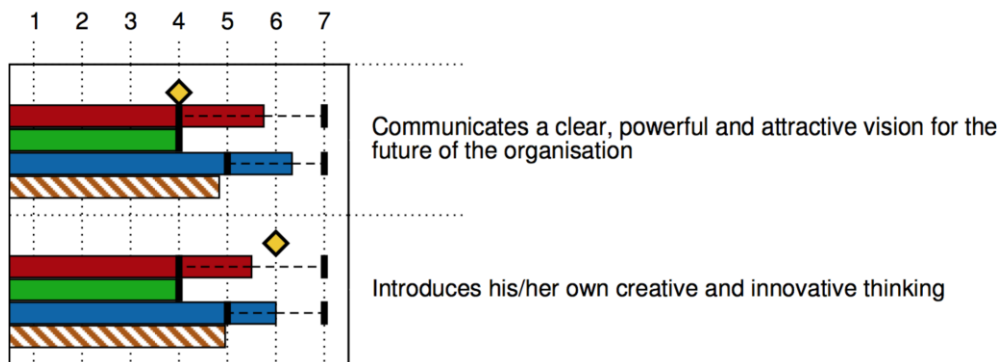 1 2 3 4 5 6 7
Communicates a clear, powerful and attractive vision for the
future of the organisation
Introduces his/her own creative and innovative thinking